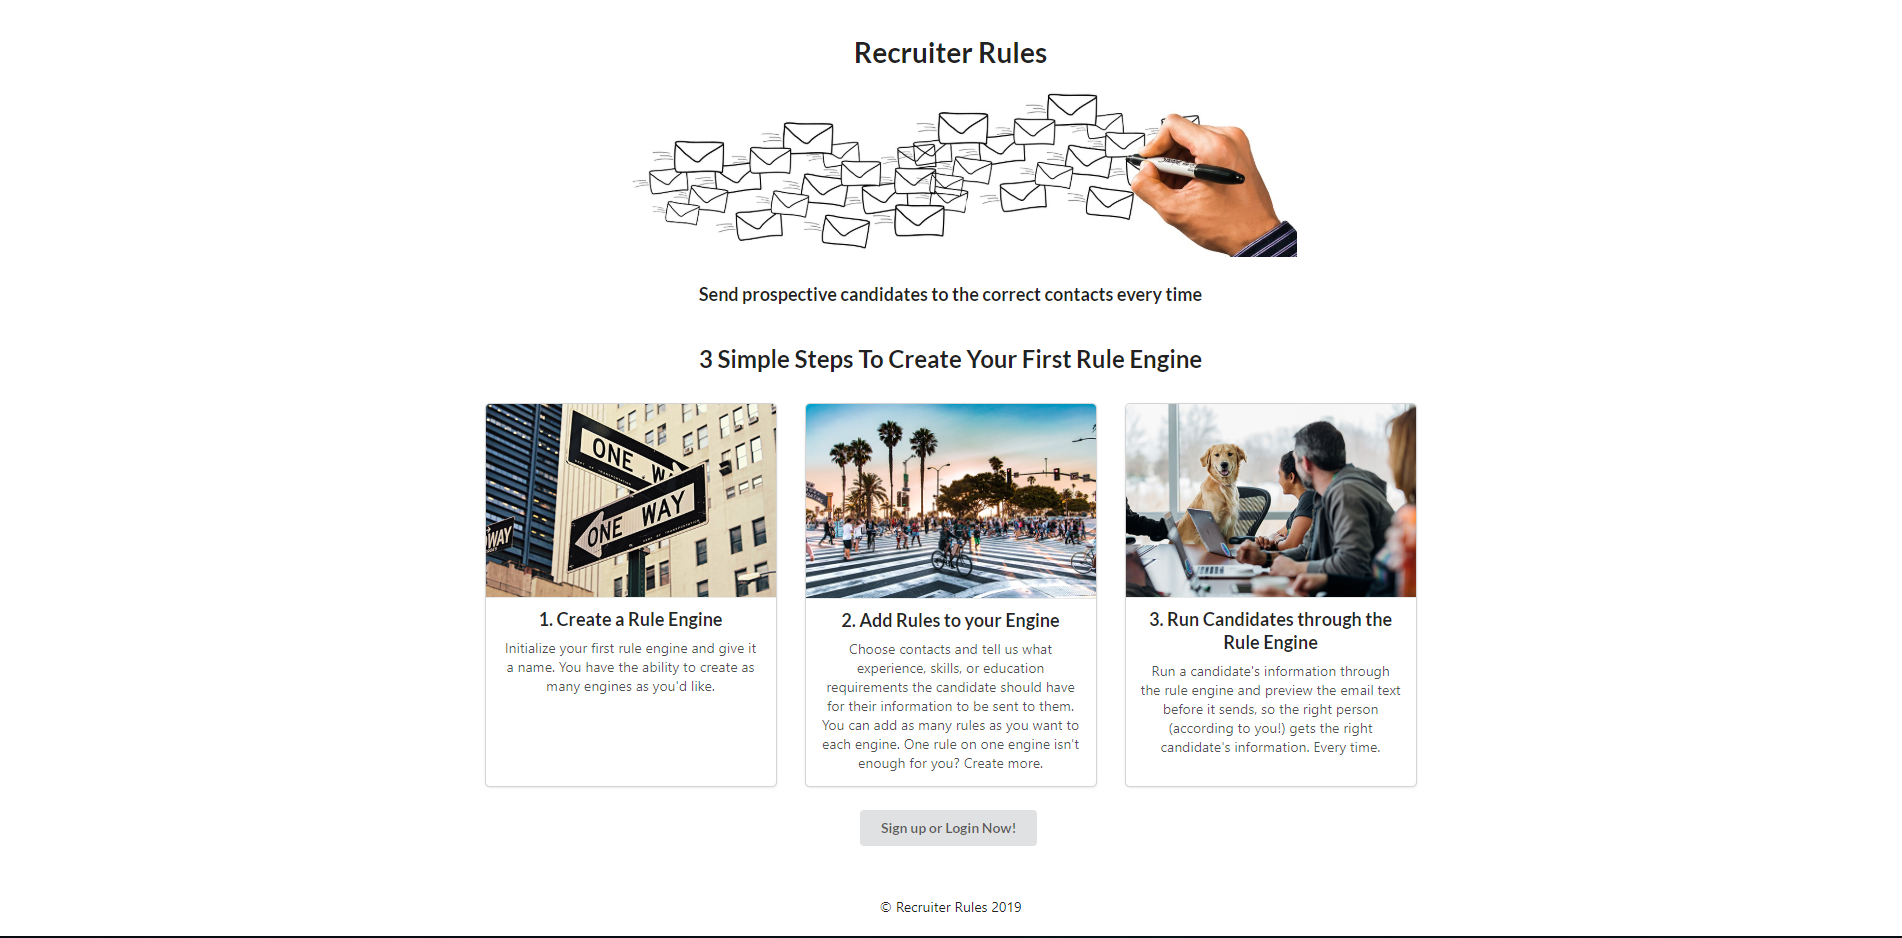 Recruiter Rules
Send prospective candidates to the correct contacts every time
3 Simple Steps To Create Your First Rule Engine
ONE WAY
ONE WAY
WAY
1. Create a Rule Engine
Initialize your first rule engine and give it
a name. You have the ability to create as
many engines as you'd like.
2. Add Rules to your Engine
Choose contacts and tell us what
experience, skills, or education
requirements the candidate should have
for their information to be sent to them.
You can add as many rules as you want to
each engine. One rule on one engine isn't
enough for you? Create more.
3. Run Candidates through the
Rule Engine
Run a candidate's information through
the rule engine and preview the email text
before it sends, so the right person
(according to you!) gets the right
candidate's information. Every time.
Sign up or Login Now!
© Recruiter Rules 2019